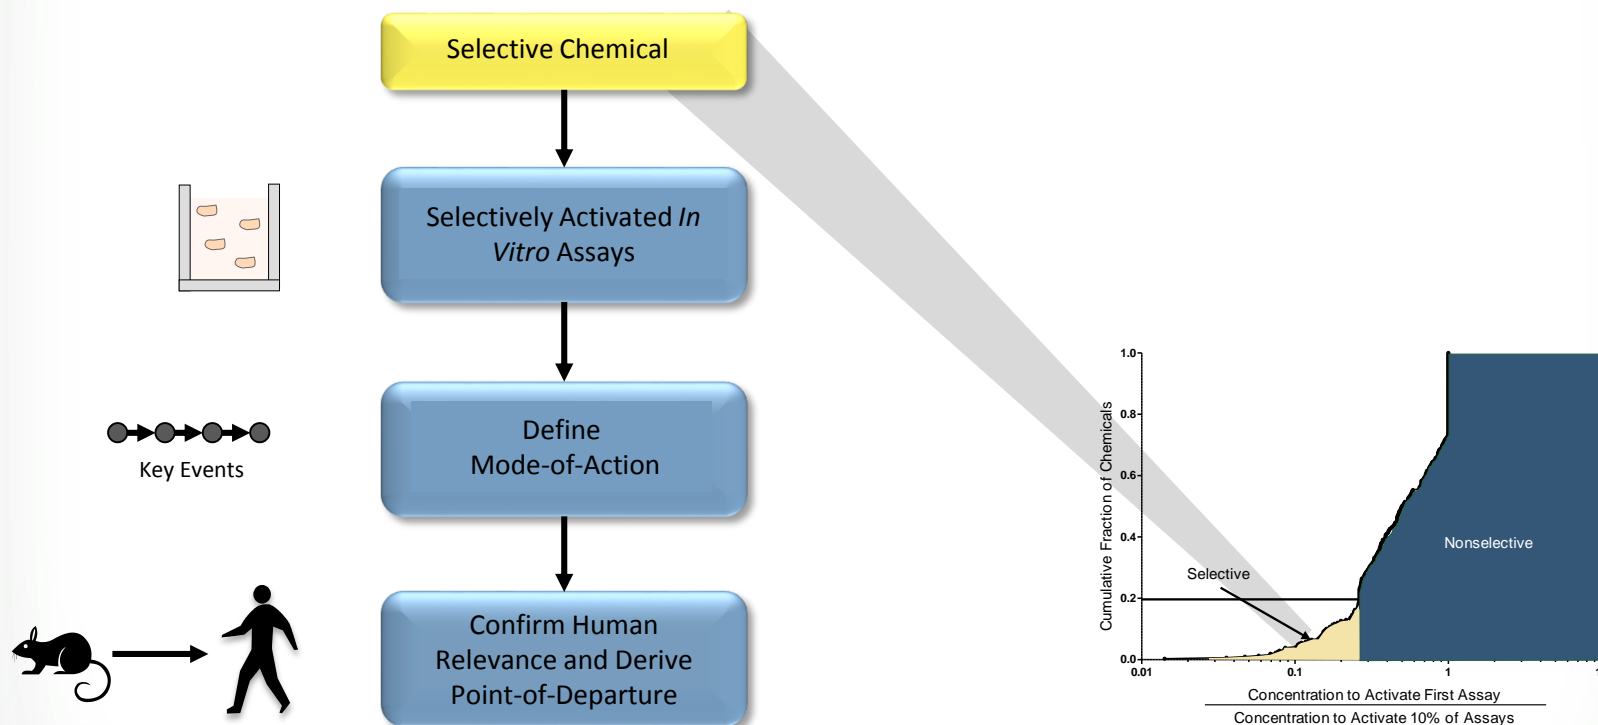 Selective Chemical
Selectively Activated In
Vitro Assays
Define
Mode-of-Action
Key Events
Confirm Human
Relevance and Derive
Point-of-Departure
Cumulative Fraction of Chemicals
1.0
0.8
0.6
0.4
0.2
0.0
Selective
Nonselective
0.01
0.1
1
1
Concentration to Activate First Assay
Concentration to Activate 10% of Assays